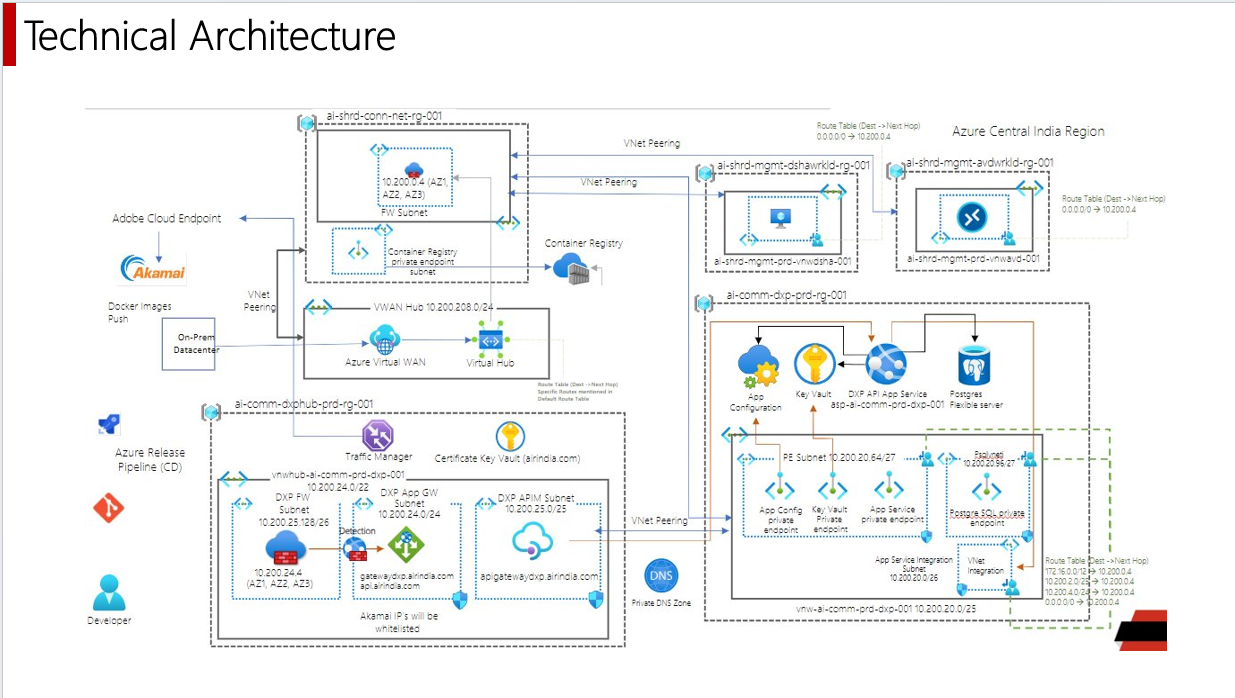 Technical Architecture
ai-shrd-conn-net-rg-001
10.200.0.4 (AZ1,
AZ2, AZ3)
FW Subnet
Container Registry
private endpoint
subnet
Container Registry
VNet Peering
VNet Peering
Route Table (Dest ->Next Hop)
0.0.0.0/0 → 10.200.0.4
Azure Central India Region
ai-shrd-mgmt-dshawrkld-rg-001
ai-shrd-mgmt-prd-vnwdsha-001
ai-shrd-mgmt-avdwrkld-rg-001
ai-shrd-mgmt-prd-vnwavd-001
Route Table (Dest ->Next Hop)
0.0.0.0/0 → 10.200.0.4
Adobe Cloud Endpoint
Akamai
Docker Images
Push
On-Prem
Datacenter
VNet
Peering
VWAN Hub 10.200.208.0/24
Azure Virtual WAN
Virtual Hub
Route Table (Dest ->Next Hop)
Specific Routes mentioned in
Default Route Table
Azure Release
Pipeline (CD)
Developer
ai-comm-dxphub-prd-rg-001
Traffic Manager
Certificate Key Vault (airindia.com)
vnwhub-ai-comm-prd-dxp-001
10.200.24.0/22
DXP FW
Subnet
10.200.25.128/26
10.200.24.4
(AZ1, AZ2, AZ3)
Detection
DXP App GW
Subnet
10.200.24.0/24
gatewaydxp.airindia.com
api.airindia.com
Akamai IP's will be
whitelisted
DXP APIM Subnet
10.200.25.0/25
apigatewaydxp.airindia.com
VNet Peering
DNS
Private DNS Zone
ai-comm-dxp-prd-rg-001
App
Configuration
Key Vault
DXP API App Service
asp-ai-comm-prd-dxp-001
Postgres
Flexible server
PE Subnet 10.200.20.64/27
App Config
private
endpoint
Key Vault
Private
endpoint
App Service
private endpoint
10.200.20.96/27
Postgre SQL private
endpoint
App Service Integration
Subnet
10.200.20.0/26
VNet
Integration
vnw-ai-comm-prd-dxp-001 10.200.20.0/25
Route Table (Dest ->Next Hop)
172.16.0.0/12 → 10.200.0.4
10.200.2.0/25 → 10.200.0.4
10.200.4.0/24 → 10.200.0.4
0.0.0.0/0 → 10.200.0.4